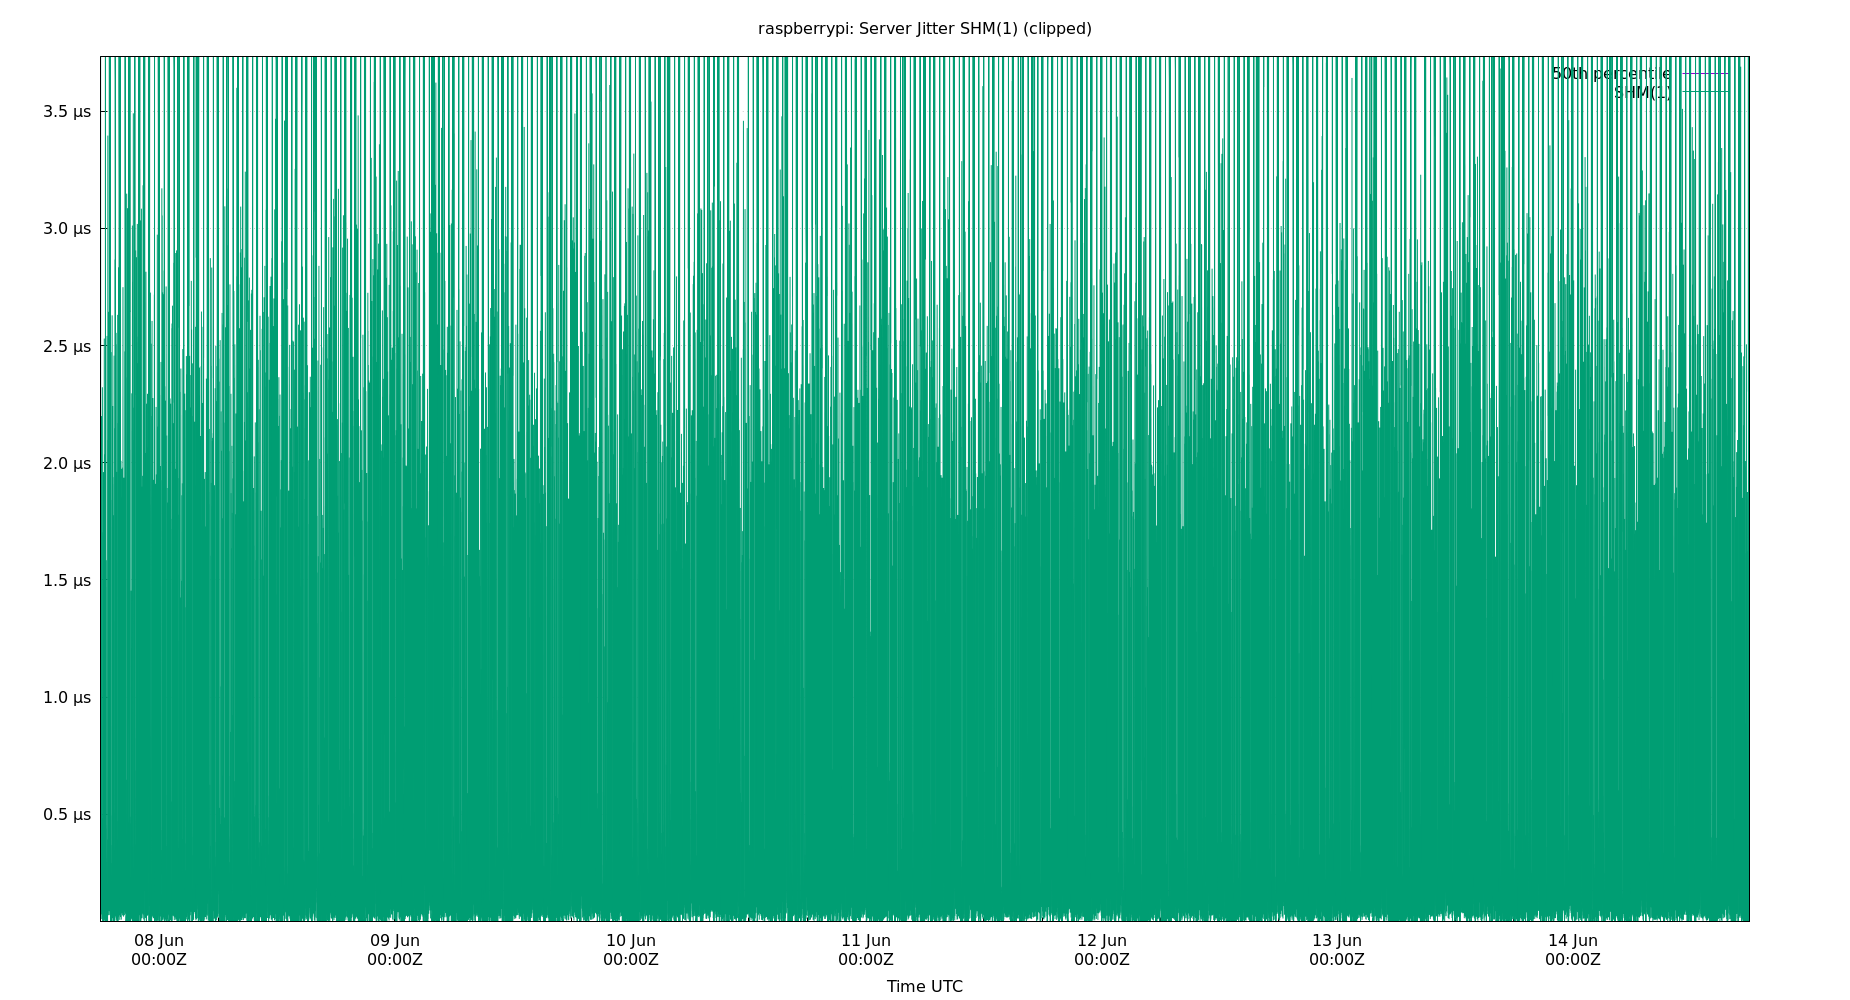 raspberrypi: Server Jitter SHM(1) (clipped)
50th percentile
SHM(1)
3.5 µs
3.0 µs
2.5 µs
2.0 µs
1.5 µs
1.0 µs
0.5 µs
08 Jun 09 Jun 10 Jun 11 Jun 12 Jun 13 Jun 14 Jun
00:00Z 00:00Z 00:00Z 00:00Z 00:00Z 00:00Z 00:00Z
Time UTC